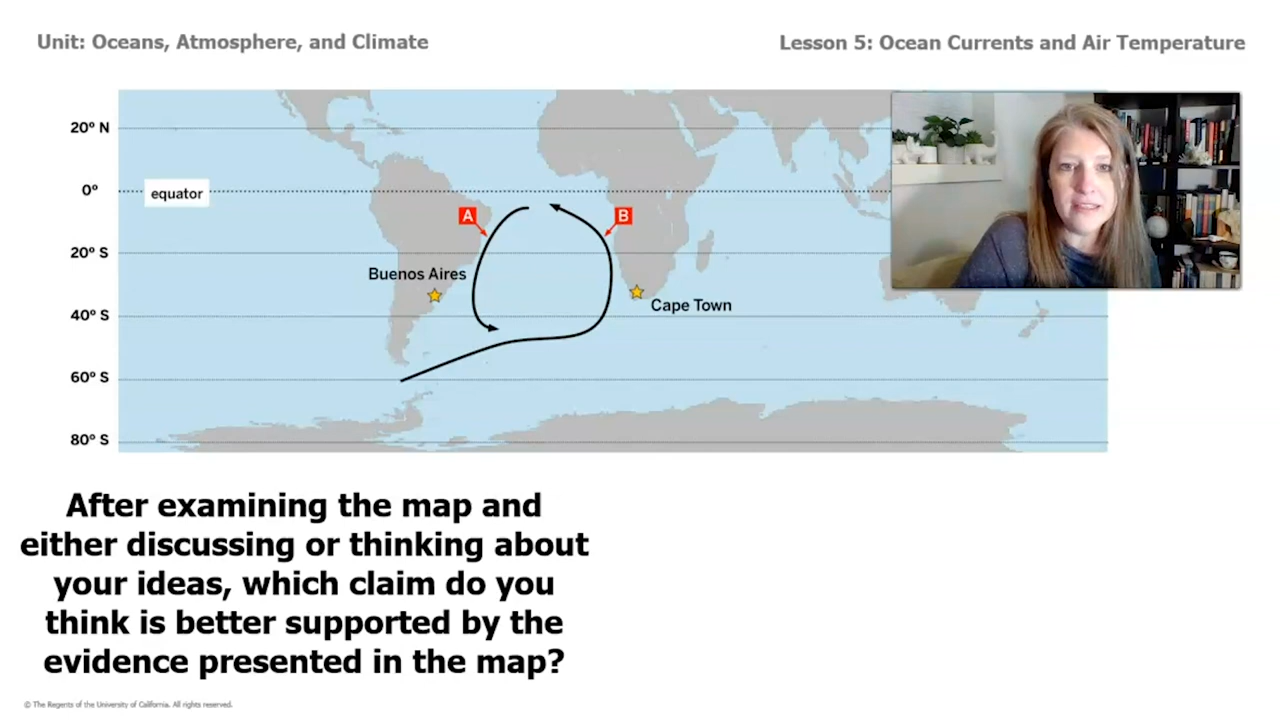 Unit: Oceans, Atmosphere, and Climate
Lesson 5: Ocean Currents and Air Temperature
20° N
0°
equator
A
B
20° S
Buenos Aires
Cape Town
40° S
60° S
80° S
After examining the map and
either discussing or thinking about
your ideas, which claim do you
think is better supported by the
evidence presented in the map?
© The Regents of the University of California. All rights reserved.